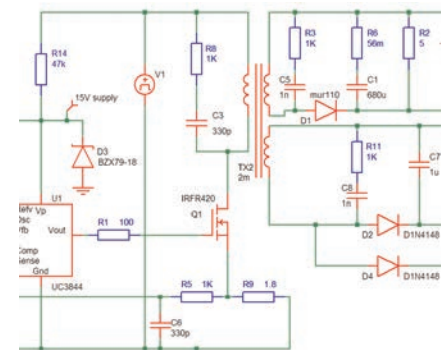 R14
47k
15V supply
D3
BZX79-18
V1
R8
1K
C3
330p
R3
1K
R6
56m
R2
5
C5
1n
mur110
D1
C1
680u
TX2
2m
R11
1K
C7
1u
C8
1n
D2
D1N4148
D4
D1N4148
U1
Vp
Vout
Comp
Sense
Gnd
UC3844
R1 100
IRFR420
Q1
R5 1K
R9 1.8
C6
330p